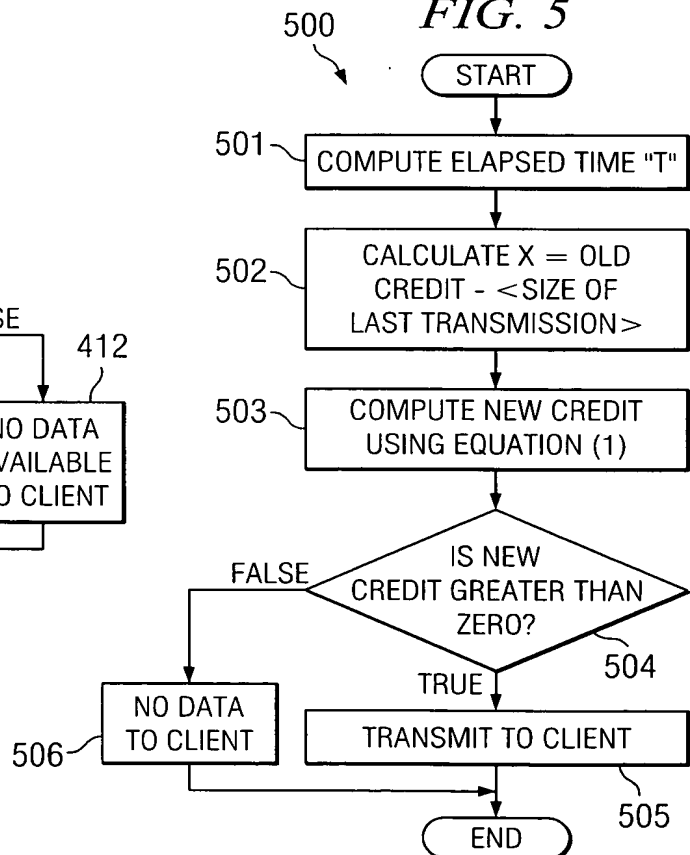 FIG. 5
500
START
501
COMPUTE ELAPSED TIME "T"
502
CALCULATE X = OLD
CREDIT - <SIZE OF
LAST TRANSMISSION>
412
503
COMPUTE NEW CREDIT
USING EQUATION (1)
NO DATA
AVAILABLE
TO CLIENT
IS NEW
CREDIT GREATER THAN
ZERO?
FALSE
504
TRUE
NO DATA
TO CLIENT
506
TRANSMIT TO CLIENT
505
END